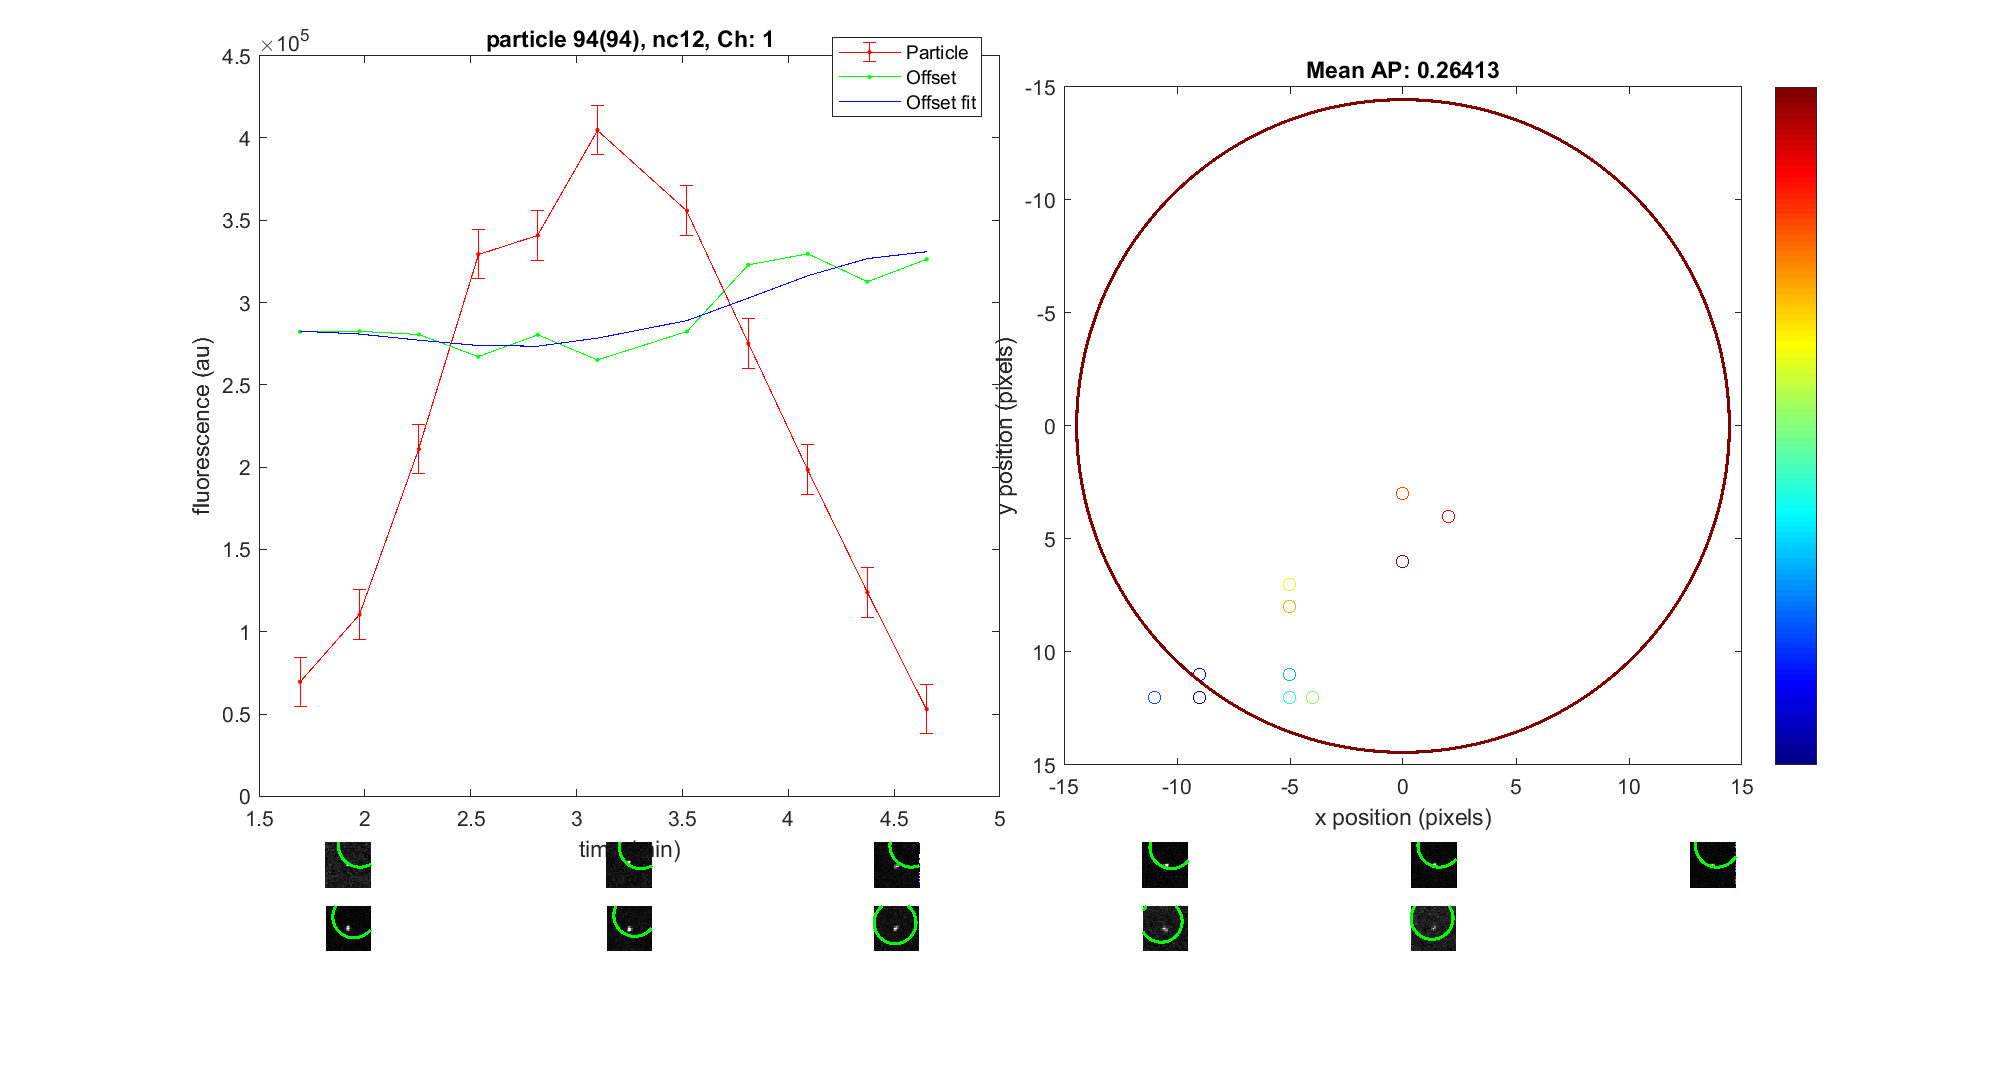 particle 94(94), nc12, Ch: 1
×10^5
Particle
Offset
Offset fit
4.5
4
3.5
3
2.5
2
1.5
1
0.5
0
fluorescence (au)
1.5 2 2.5 3 3.5 4 4.5 5
Mean AP: 0.26413
-15
-10
-5
0
5
10
15
y position (pixels)
-15 -10 -5 0 5 10 15
x position (pixels)